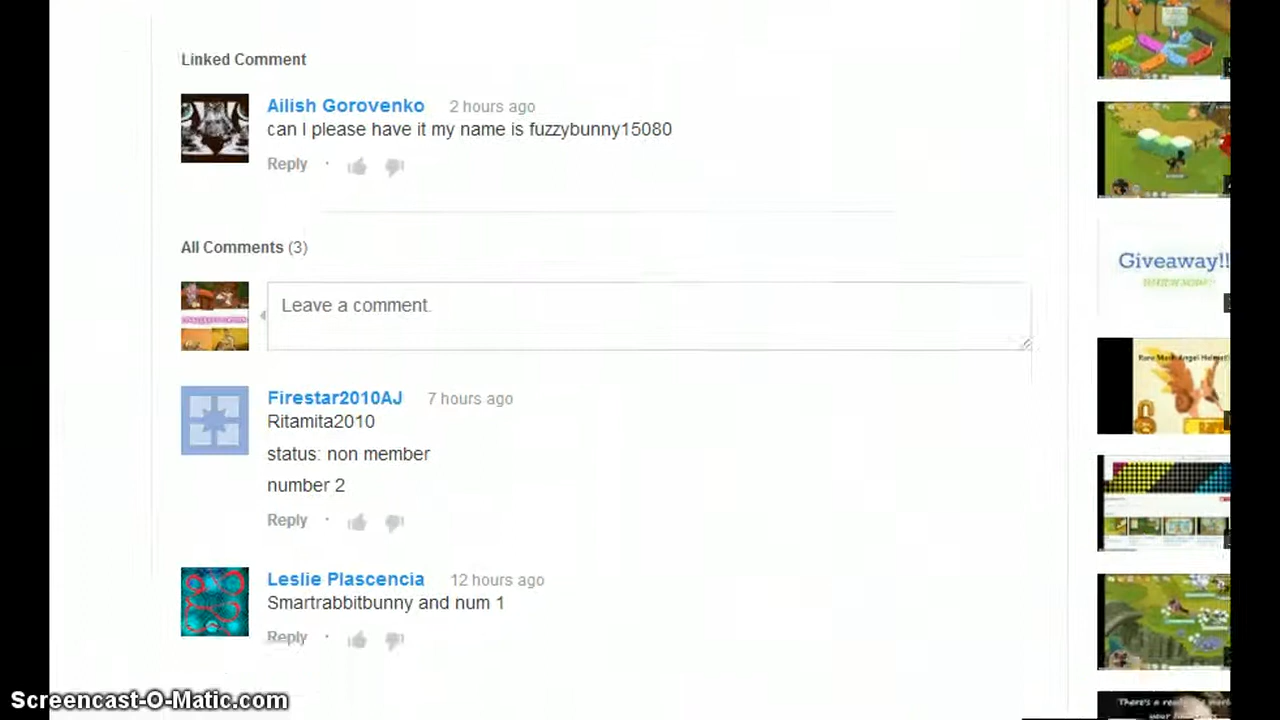 Linked Comment
Ailish Gorovenko 2 hours ago
can I please have it my name is fuzzybunny15080
Reply
All Comments (3)
Leave a comment.
Firestar2010AJ 7 hours ago
Ritamita2010
status: non member
number 2
Reply
Leslie Plascencia 12 hours ago
Smartrabbitbunny and num 1
Reply
Giveaway!!
There's a
Screencast-O-Matic.com